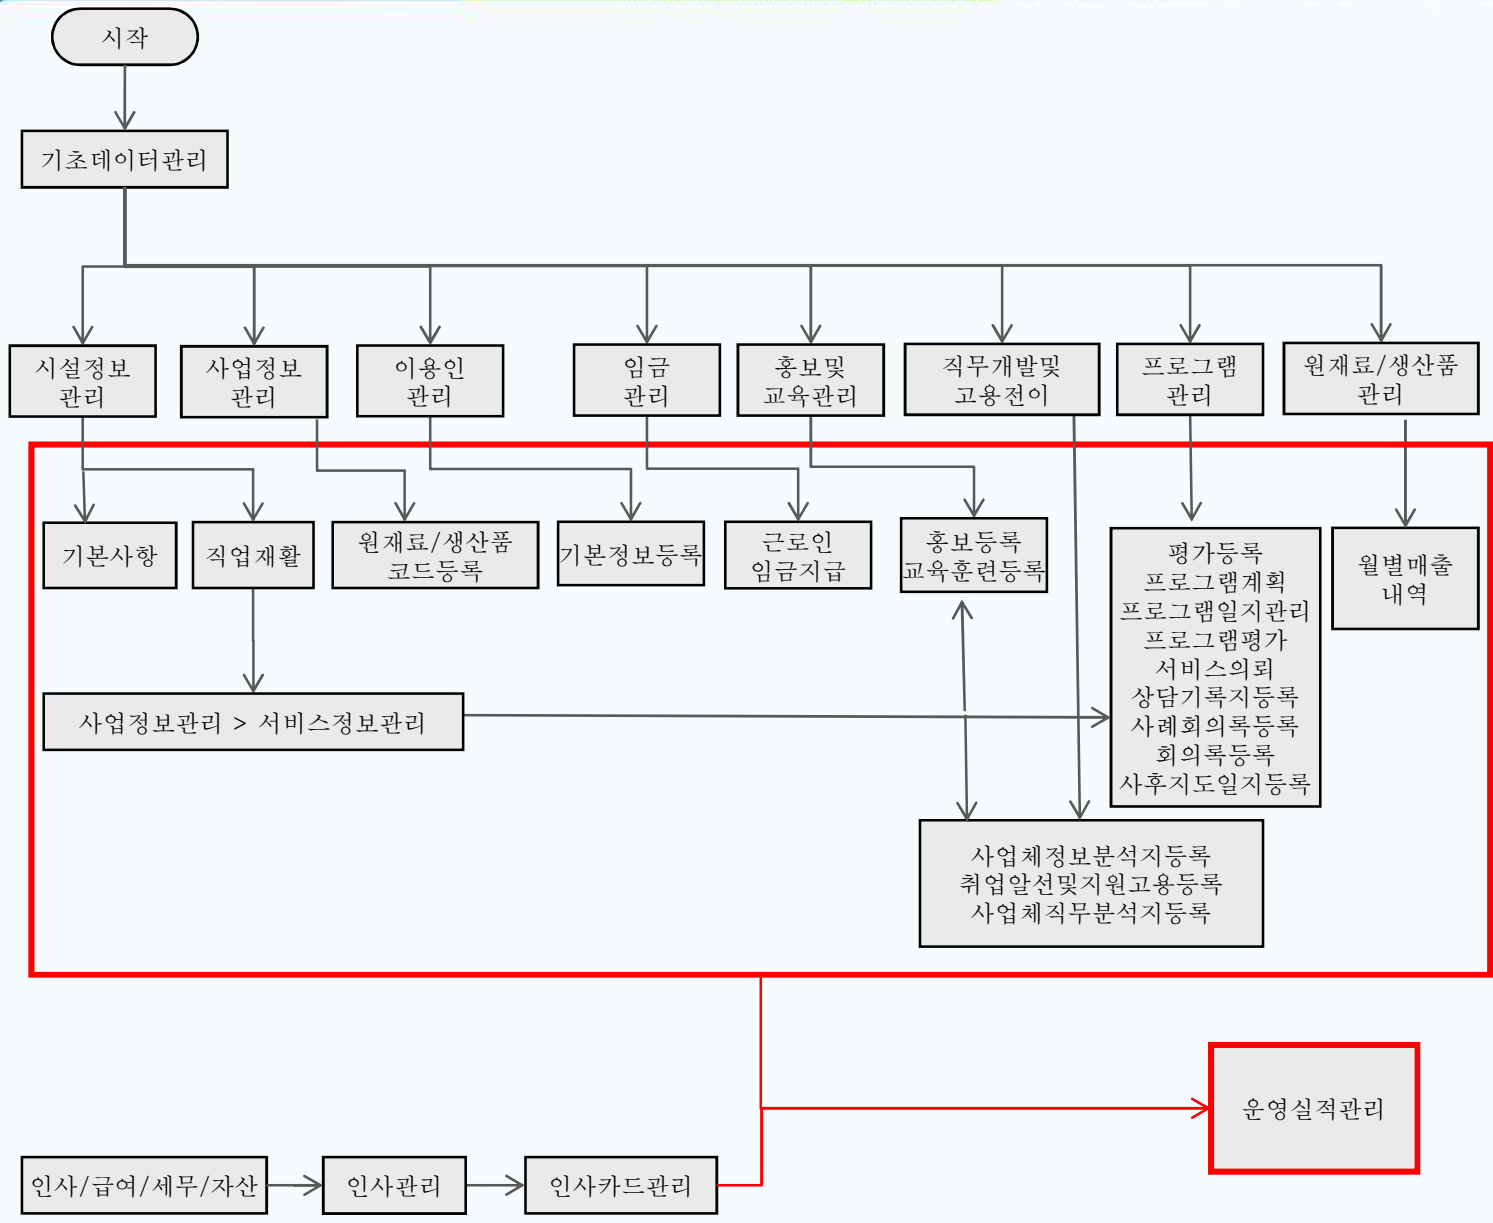 시작
기초데이터관리
시설정보
관리
사업정보
관리
이용인
관리
임금
관리
홍보및
교육관리
직무개발및
고용전이
프로그램
관리
원재료/생산품
관리
기본사항
직업재활
원재료/생산품
코드등록
기본정보등록
근로인
임금지급
홍보등록
교육훈련등록
평가등록
프로그램계획
프로그램일지관리
프로그램평가
서비스의뢰
상담기록지등록
사례회의록등록
회의록등록
사후지도일지등록
월별매출
내역
사업정보관리 > 서비스정보관리
사업체정보분석지등록
취업알선및지원고용등록
사업체직무분석지등록
운영실적관리
인사/급여/세무/자산
인사관리
인사카드관리